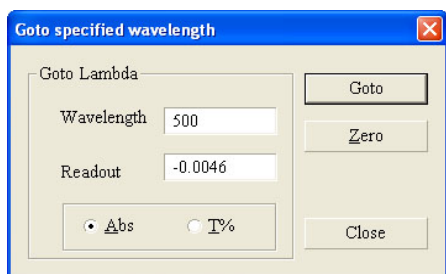 Goto specified wavelength
Goto Lambda
Goto
Wavelength 500
Zero
Readout -0.0046
Abs T%
Close